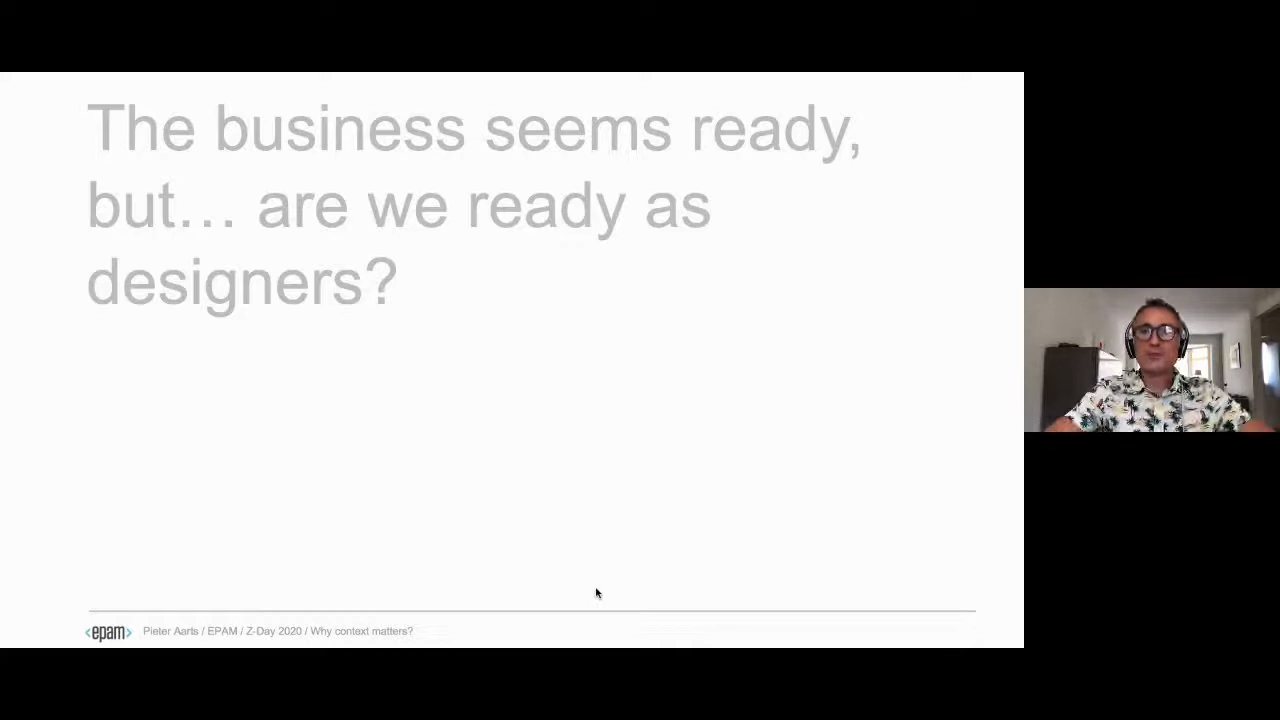 The business seems ready,
but… are we ready as
designers?
<epam> Pieter Aarts / EPAM / Z-Day 2020 / Why context matters?